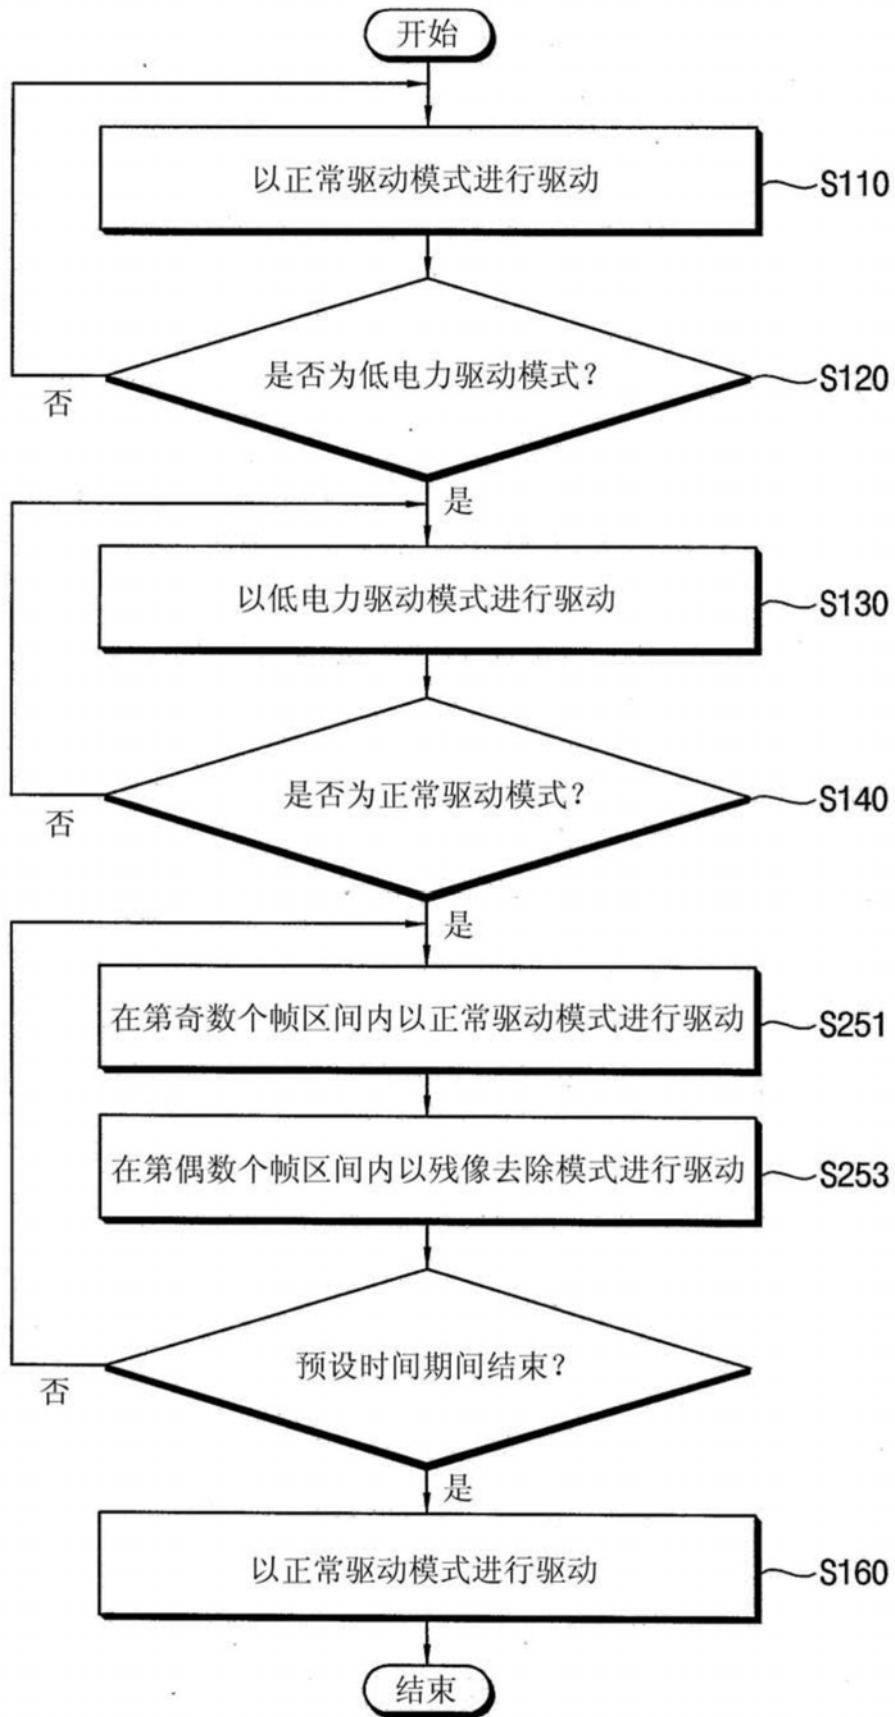 开始
以正常驱动模式进行驱动
S110
是否为低电力驱动模式?
S120
否
是
以低电力驱动模式进行驱动
S130
是否为正常驱动模式?
S140
否
是
在第奇数个帧区间内以正常驱动模式进行驱动
S251
在第偶数个帧区间内以残像去除模式进行驱动
S253
预设时间期间结束?
否
是
以正常驱动模式进行驱动
S160
结束